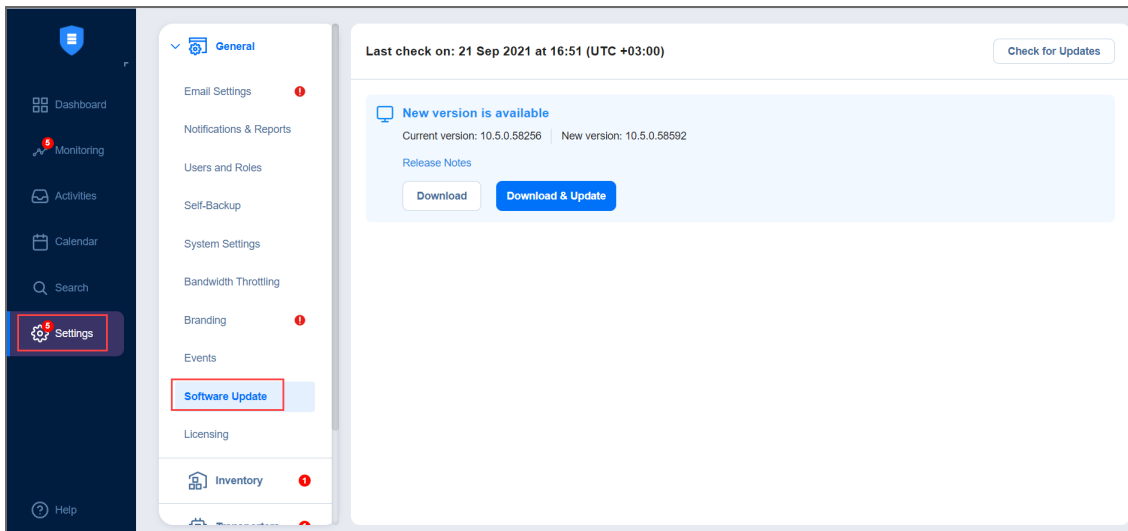 Dashboard
5
Monitoring
Activities
Calendar
Search
5
Settings
Help
General
Email Settings !
Notifications & Reports
Users and Roles
Self-Backup
System Settings
Bandwidth Throttling
Branding !
Events
Software Update
Licensing
Inventory 1
Last check on: 21 Sep 2021 at 16:51 (UTC +03:00) Check for Updates
New version is available
Current version: 10.5.0.58256 New version: 10.5.0.58592
Release Notes
Download Download & Update